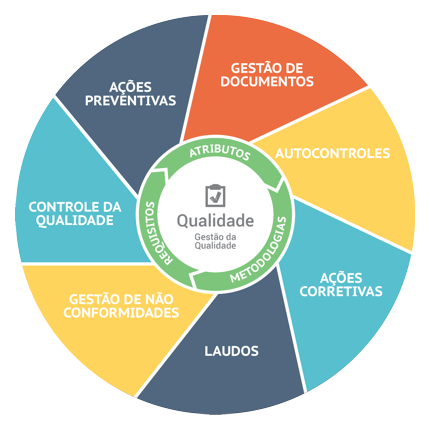 GESTÃO DE
DOCUMENTOS
AUTOCONTROLES
AÇÕES
CORRETIVAS
LAUDOS
GESTÃO DE NÃO
CONFORMIDADES
CONTROLE DA
QUALIDADE
AÇÕES
PREVENTIVAS
ATRIBUTOS
METODOLOGIAS
REQUISITOS
Qualidade
Gestão da
Qualidade